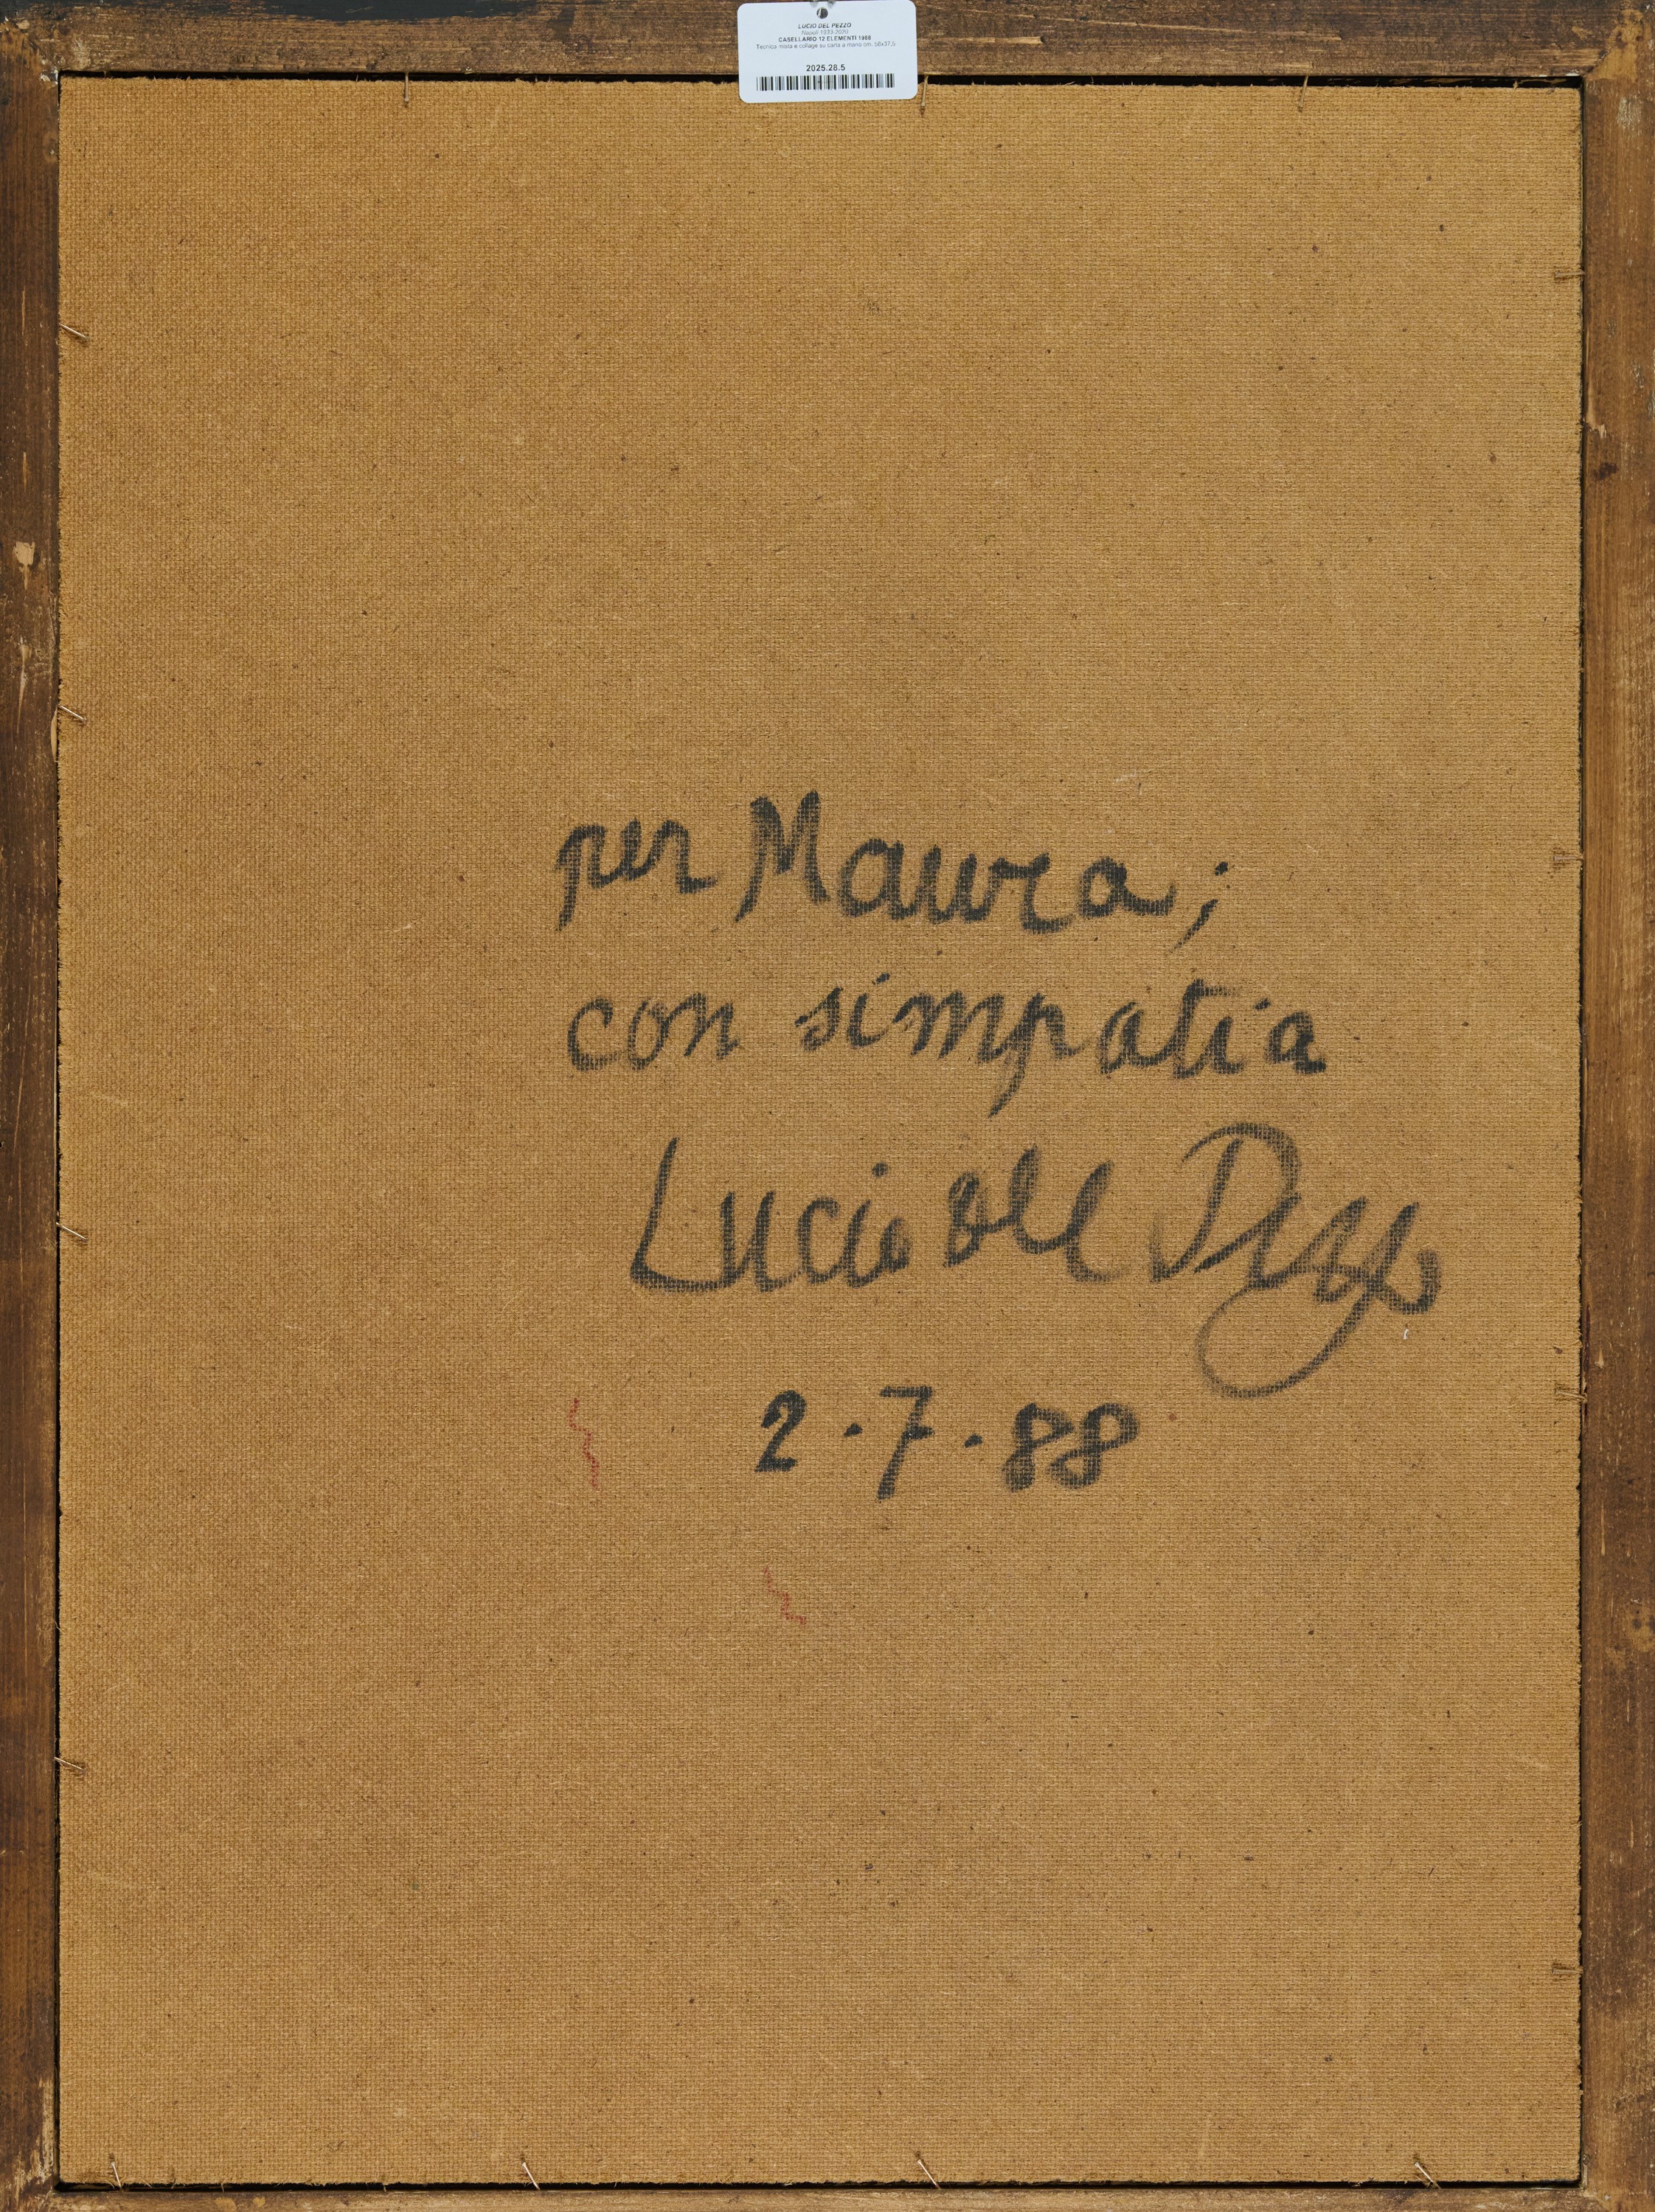 LUCIO DEL PEZZO
Napoli 1933-2020
CASELLARIO 12 ELEMENTI 1988
Tecnica mista e collage su carta a mano cm. 56x37,5
2025.28.5
per Maura;
con simpatia
Lucio del Pezzo
2.7.88